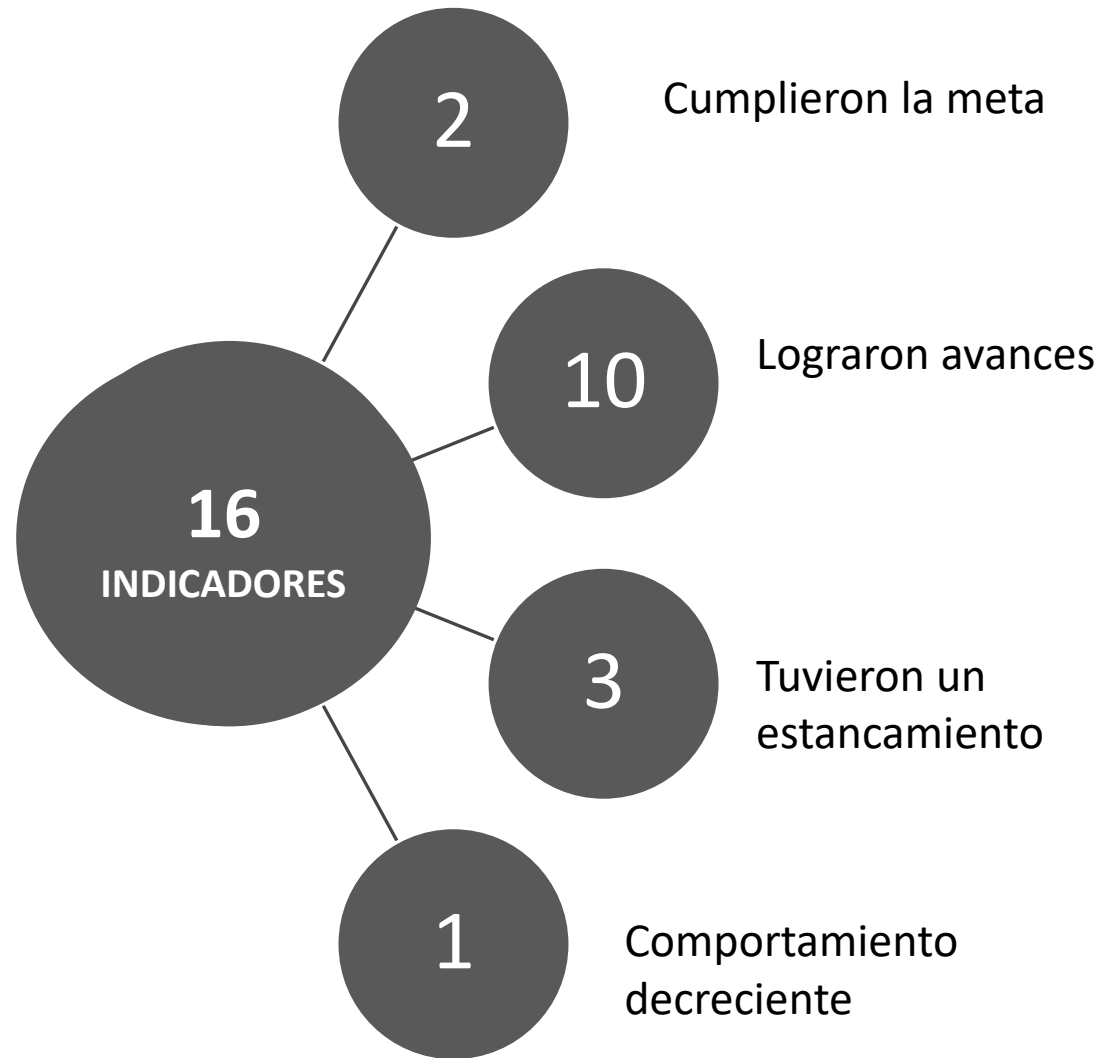 2
Cumplieron la meta
10
Lograron avances
16
INDICADORES
3
Tuvieron un
estancamiento
1
Comportamiento
decreciente